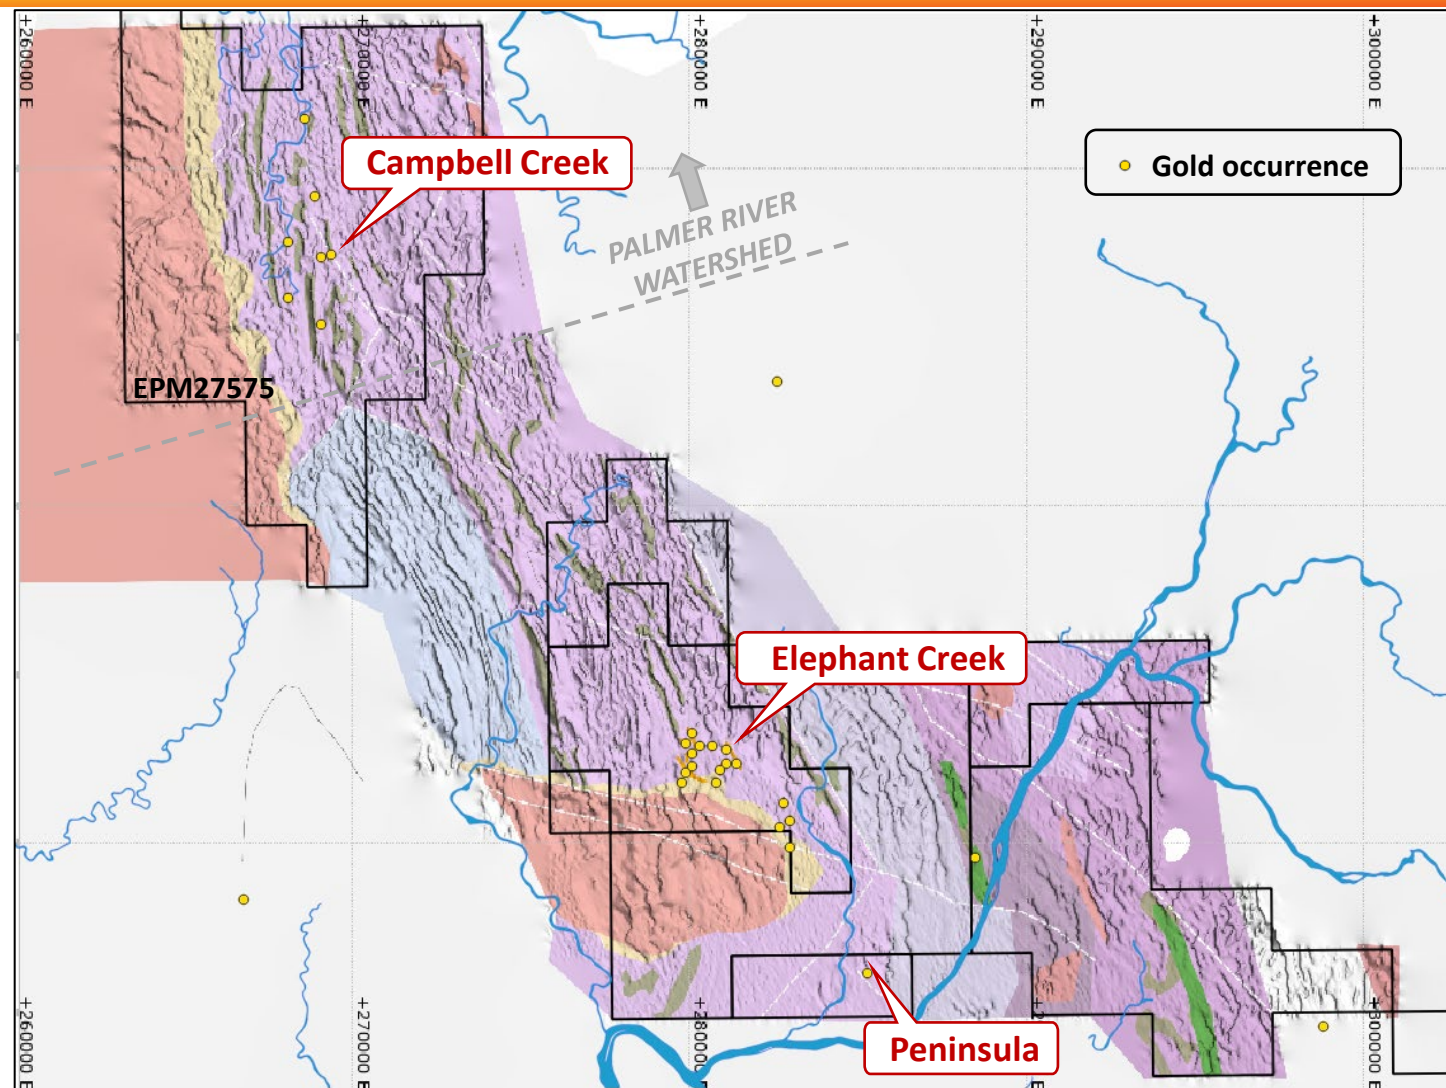 +260000 E
+270000 E
+280000 E
+290000 E
+300000 E
Campbell Creek
Gold occurrence
PALMER RIVER
WATERSHED
EPM27575
Elephant Creek
Peninsula
+260000 E
+270000 E
+280000 E
+300000 E